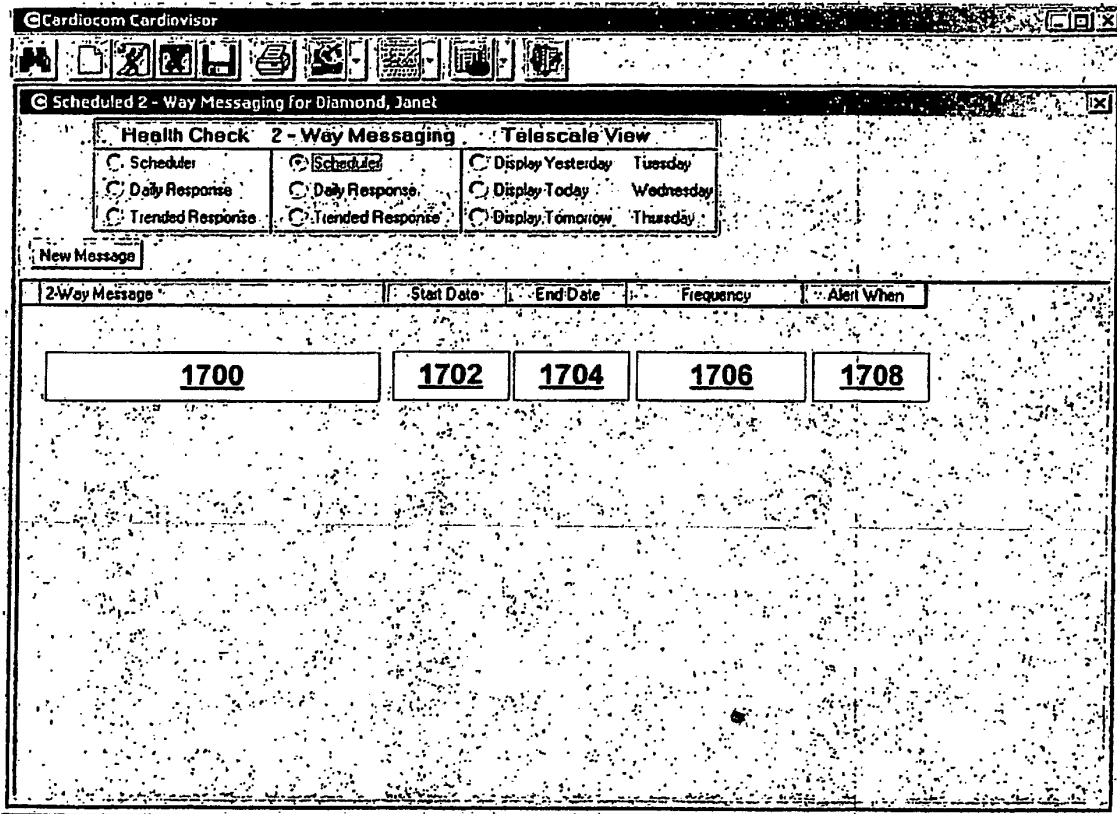 Cardiocom Cardiovisor
Scheduled 2 - Way Messaging for Diamond, Janet
Health Check 2 - Way Messaging Telescale View
Scheduler Scheduler Display Yesterday Tuesday
Daily Response Daily Response Display Today Wednesday
Trended Response Trended Response Display Tomorrow Thursday
New Message
2-Way Message Start Date End Date Frequency Alert When
1700 1702 1704 1706 1708